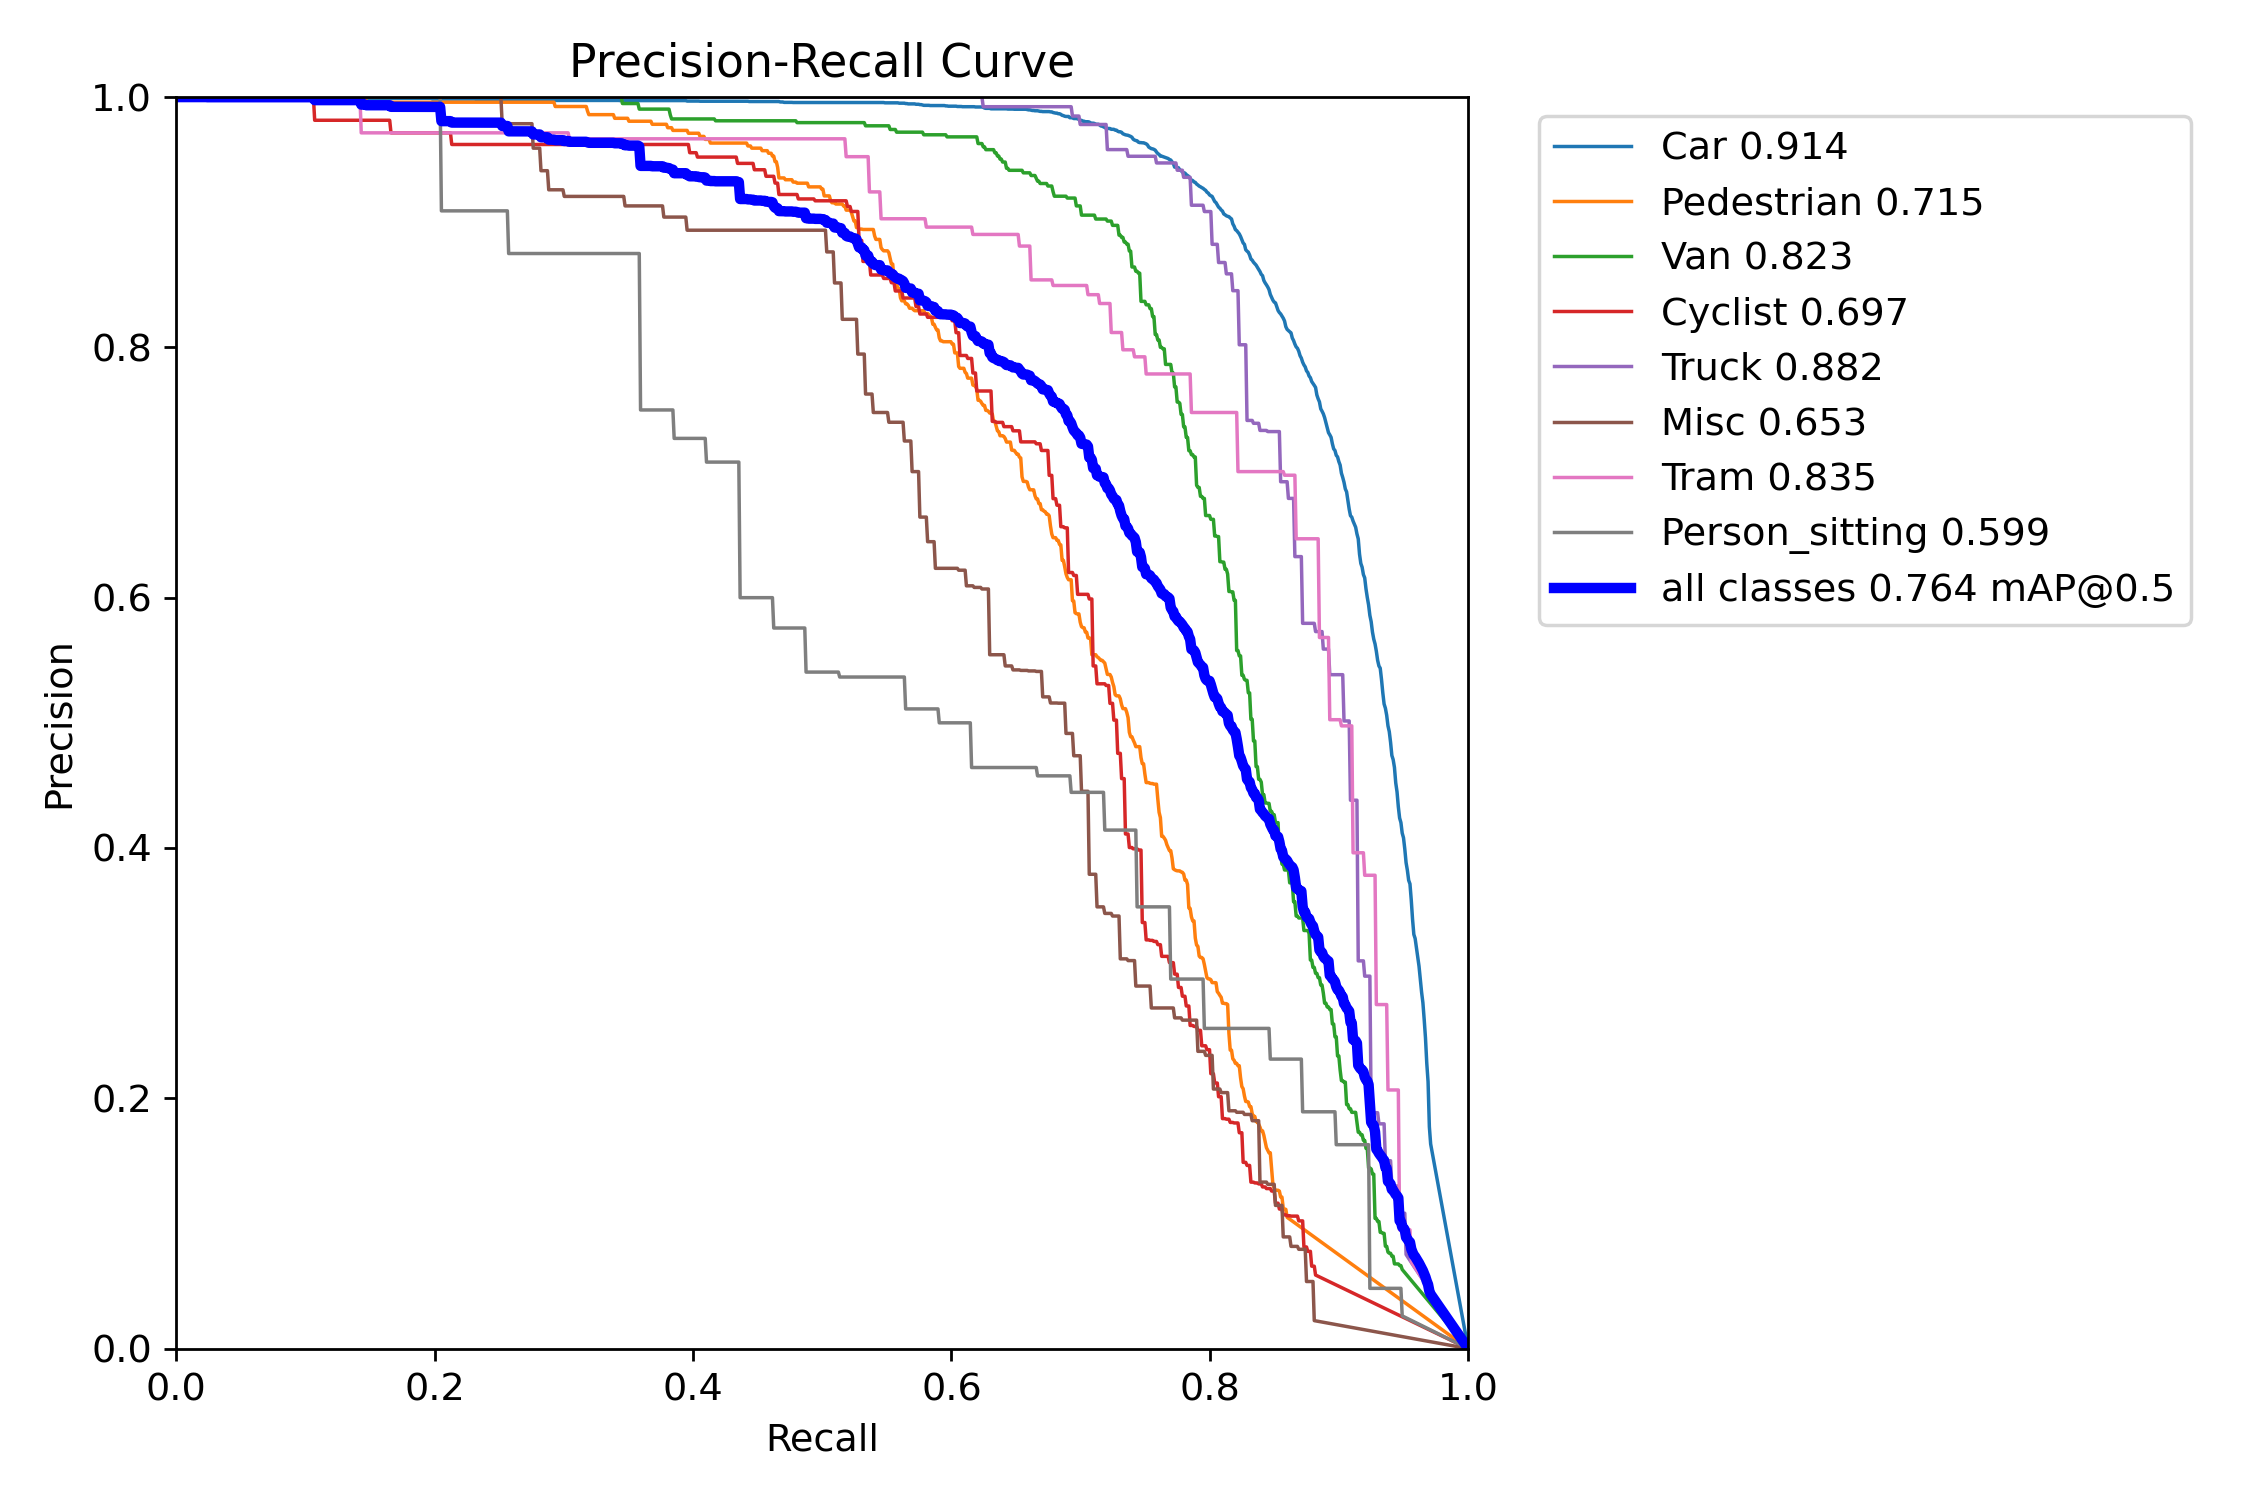 Precision-Recall Curve
1.0
0.8
0.6
0.4
0.2
0.0
Precision
0.0 0.2 0.4 0.6 0.8 1.0
Recall
Car 0.914
Pedestrian 0.715
Van 0.823
Cyclist 0.697
Truck 0.882
Misc 0.653
Tram 0.835
Person_sitting 0.599
all classes 0.764 mAP@0.5